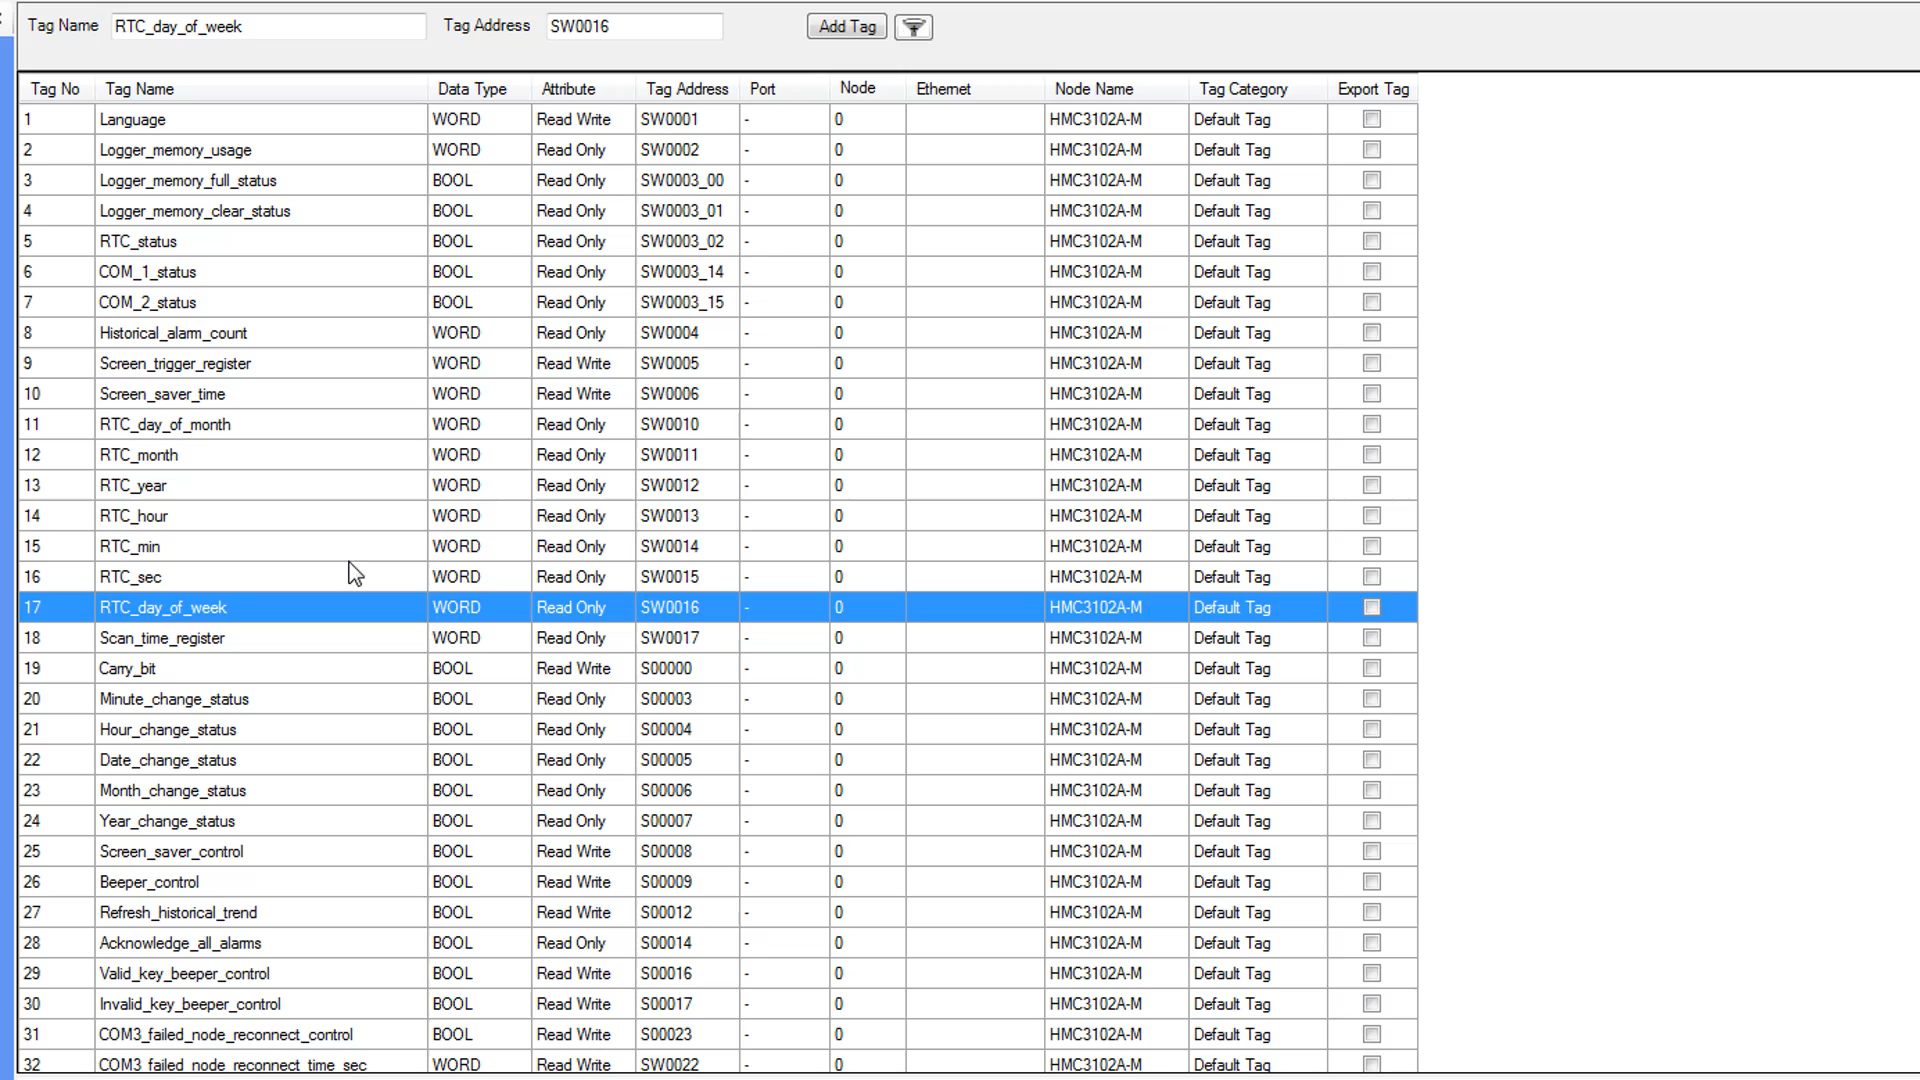 Tag Name RTC_day_of_week Tag Address SW0016 Add Tag
Tag No Tag Name Data Type Attribute Tag Address Port Node Ethernet Node Name Tag Category Export Tag
1 Language WORD Read Write SW0001 - 0 HMC3102A-M Default Tag
2 Logger_memory_usage WORD Read Only SW0002 - 0 HMC3102A-M Default Tag
3 Logger_memory_full_status BOOL Read Only SW0003_00 - 0 HMC3102A-M Default Tag
4 Logger_memory_clear_status BOOL Read Only SW0003_01 - 0 HMC3102A-M Default Tag
5 RTC_status BOOL Read Only SW0003_02 - 0 HMC3102A-M Default Tag
6 COM_1_status BOOL Read Only SW0003_14 - 0 HMC3102A-M Default Tag
7 COM_2_status BOOL Read Only SW0003_15 - 0 HMC3102A-M Default Tag
8 Historical_alarm_count WORD Read Only SW0004 - 0 HMC3102A-M Default Tag
9 Screen_trigger_register WORD Read Write SW0005 - 0 HMC3102A-M Default Tag
10 Screen_saver_time WORD Read Write SW0006 - 0 HMC3102A-M Default Tag
11 RTC_day_of_month WORD Read Only SW0010 - 0 HMC3102A-M Default Tag
12 RTC_month WORD Read Only SW0011 - 0 HMC3102A-M Default Tag
13 RTC_year WORD Read Only SW0012 - 0 HMC3102A-M Default Tag
14 RTC_hour WORD Read Only SW0013 - 0 HMC3102A-M Default Tag
15 RTC_min WORD Read Only SW0014 - 0 HMC3102A-M Default Tag
16 RTC_sec WORD Read Only SW0015 - 0 HMC3102A-M Default Tag
17 RTC_day_of_week WORD Read Only SW0016 - 0 HMC3102A-M Default Tag
18 Scan_time_register WORD Read Only SW0017 - 0 HMC3102A-M Default Tag
19 Carry_bit BOOL Read Write S00000 - 0 HMC3102A-M Default Tag
20 Minute_change_status BOOL Read Only S00003 - 0 HMC3102A-M Default Tag
21 Hour_change_status BOOL Read Only S00004 - 0 HMC3102A-M Default Tag
22 Date_change_status BOOL Read Only S00005 - 0 HMC3102A-M Default Tag
23 Month_change_status BOOL Read Only S00006 - 0 HMC3102A-M Default Tag
24 Year_change_status BOOL Read Only S00007 - 0 HMC3102A-M Default Tag
25 Screen_saver_control BOOL Read Write S00008 - 0 HMC3102A-M Default Tag
26 Beeper_control BOOL Read Write S00009 - 0 HMC3102A-M Default Tag
27 Refresh_historical_trend BOOL Read Write S00012 - 0 HMC3102A-M Default Tag
28 Acknowledge_all_alarms BOOL Read Only S00014 - 0 HMC3102A-M Default Tag
29 Valid_key_beeper_control BOOL Read Write S00016 - 0 HMC3102A-M Default Tag
30 Invalid_key_beeper_control BOOL Read Write S00017 - 0 HMC3102A-M Default Tag
31 COM3_failed_node_reconnect_control BOOL Read Write S00023 - 0 HMC3102A-M Default Tag
32 COM3_failed_node_reconnect_time_sec WORD Read Write SW0022 - 0 HMC3102A-M Default Tag